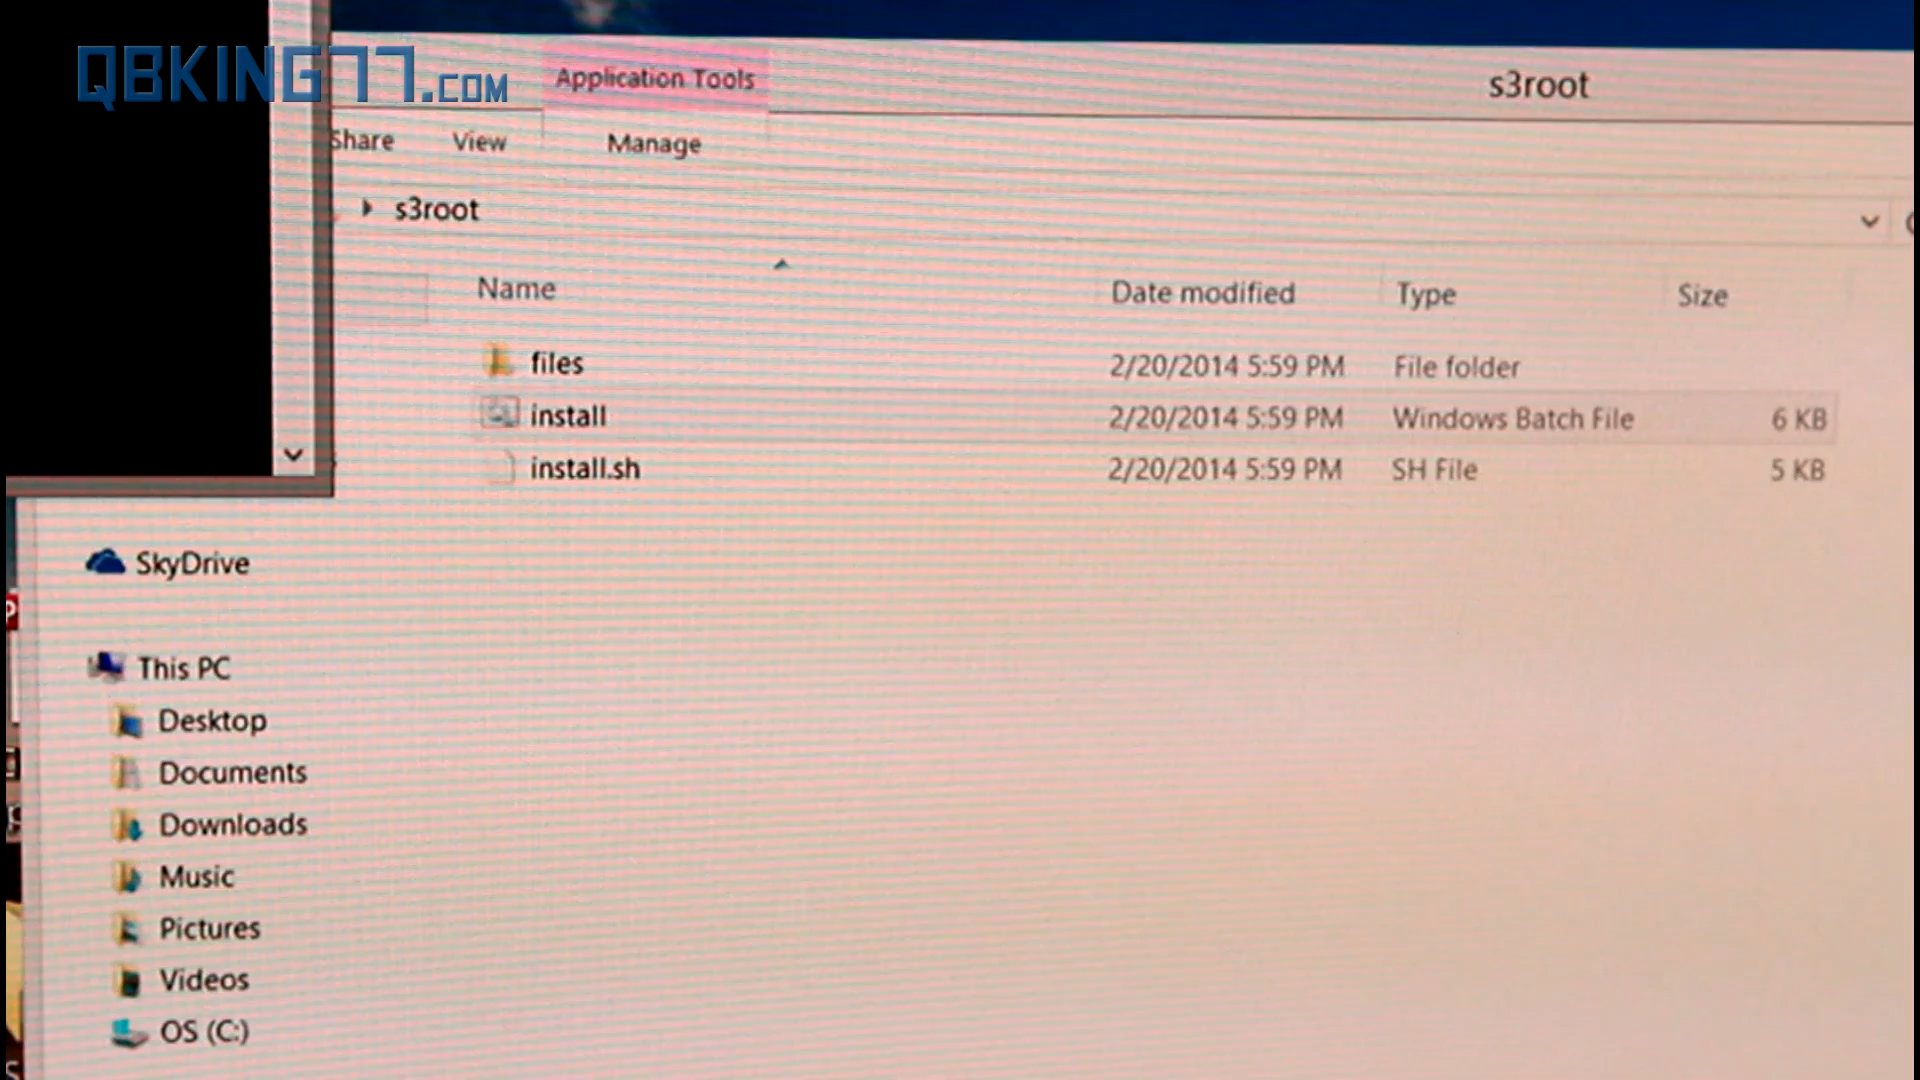 QBKING77.COM
Application Tools
s3root
Share View Manage
s3root
Name Date modified Type Size
files 2/20/2014 5:59 PM File folder
install 2/20/2014 5:59 PM Windows Batch File 6 KB
install.sh 2/20/2014 5:59 PM SH File 5 KB
SkyDrive
This PC
Desktop
Documents
Downloads
Music
Pictures
Videos
OS (C:)